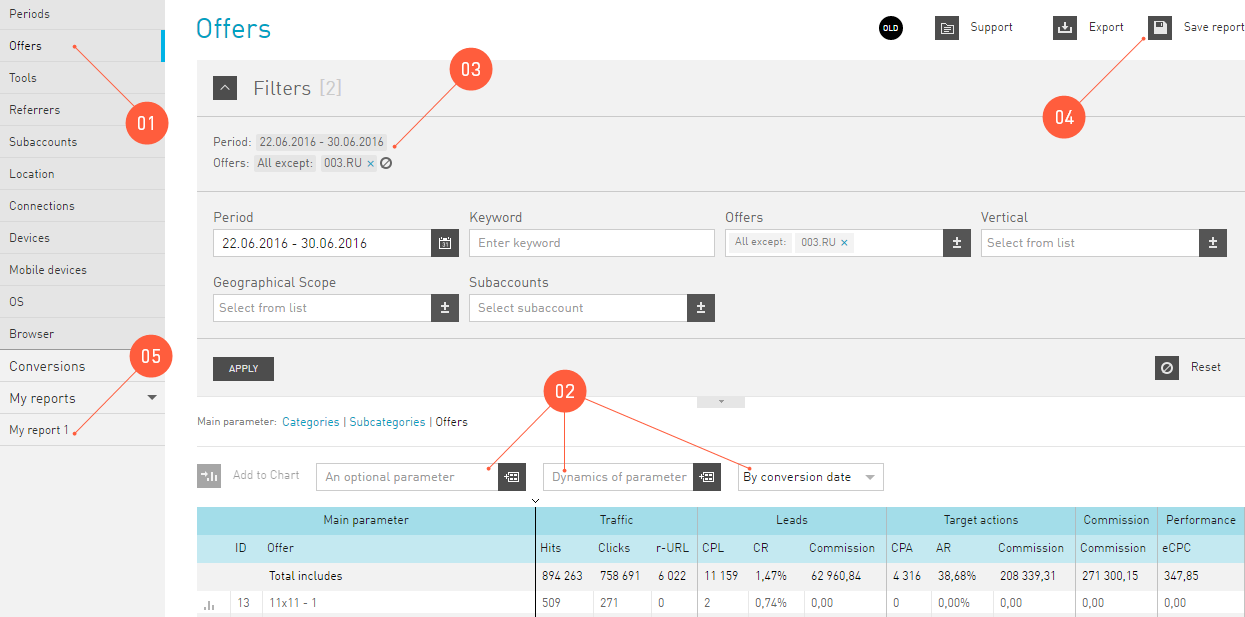 Periods
Offers
Tools
Referrers
Subaccounts
Location
Connections
Devices
Mobile devices
OS
Browser
Conversions
My reports
My report 1
01
05
Offers
OLD
Support
Export
Save report
03
04
Filters [2]
Period: 22.06.2016 - 30.06.2016
Offers: All except: 003.RU ×
Period
Keyword
Offers
Vertical
22.06.2016 - 30.06.2016
31
Enter keyword
All except: 003.RU ×
±
Select from list
±
Geographical Scope
Subaccounts
Select from list
±
Select subaccount
±
APPLY
Reset
02
Main parameter: Categories | Subcategories | Offers
Add to Chart
An optional parameter
Dynamics of parameter
By conversion date
Main parameter Traffic Leads Target actions Commission Performance
ID Offer Hits Clicks r-URL CPL CR Commission CPA AR Commission Commission eCPC
Total includes 894 263 758 691 6 022 11 159 1,47% 62 960,84 4 316 38,68% 208 339,31 271 300,15 347,85
13 11x11 - 1 509 271 0 2 0,74% 0,00 0 0,00% 0,00 0,00 0,00